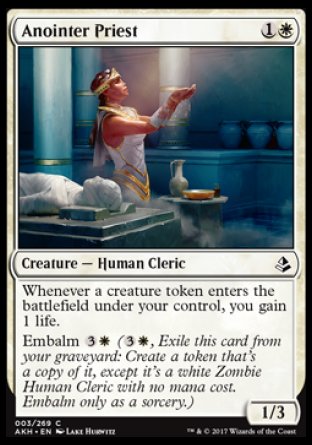 Anointer Priest 1
Creature — Human Cleric
Whenever a creature token enters the
battlefield under your control, you gain
1 life.
Embalm 3 (3, Exile this card from
your graveyard: Create a token that's
a copy of it, except it's a white Zombie
Human Cleric with no mana cost.
Embalm only as a sorcery.)
1/3
003/269 C
AKH • EN Lake Hurwitz
™ & © 2017 Wizards of the Coast